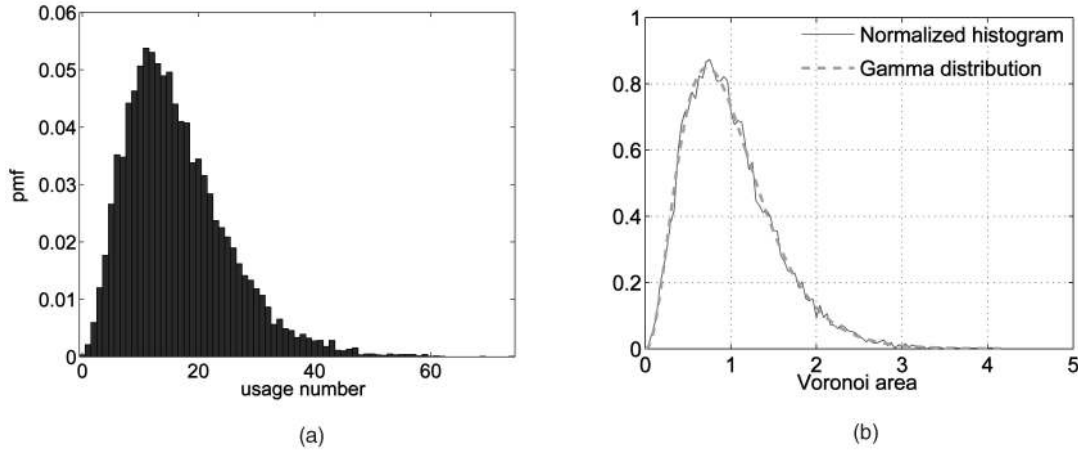 0.06
0.05
0.04
0.03
0.02
0.01
0
pmf
0 20 40 60
usage number
(a)
1
0.8
0.6
0.4
0.2
0
Normalized histogram
Gamma distribution
0 1 2 3 4 5
Voronoi area
(b)